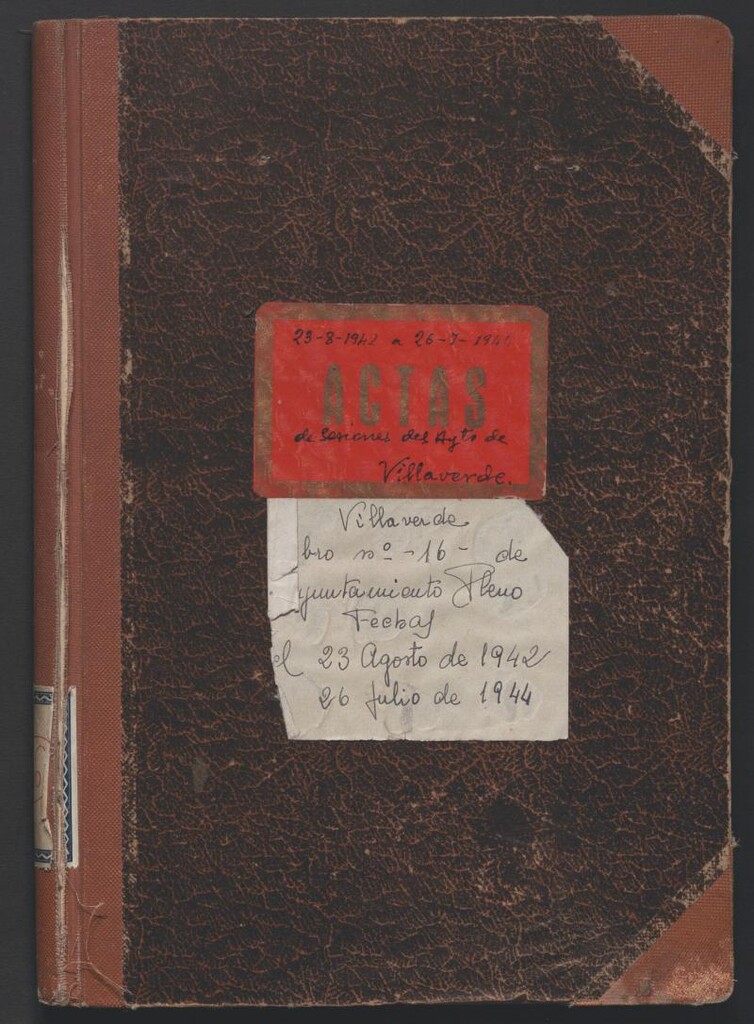 23-8-1942 a 26-7-194
ACTAS
de Sesiones del Ayto de
Villaverde.
Villaverde
bro nº -16- de
yuntamiento Pleno
Fechas
el 23 Agosto de 1942
26 Julio de 1944